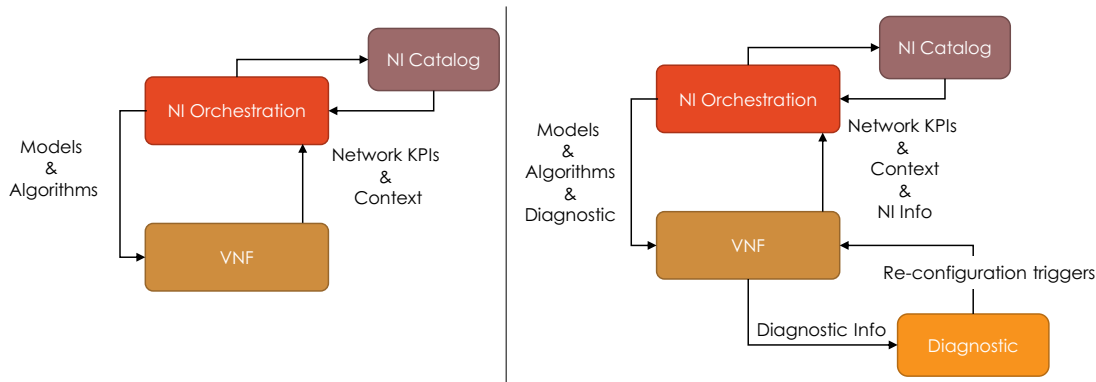 NI Catalog
NI Orchestration
Models
&
Algorithms
Network KPIs
&
Context
VNF
NI Catalog
NI Orchestration
Models
&
Algorithms
&
Diagnostic
Network KPIs
&
Context
&
NI Info
VNF
Re-configuration triggers
Diagnostic Info
Diagnostic